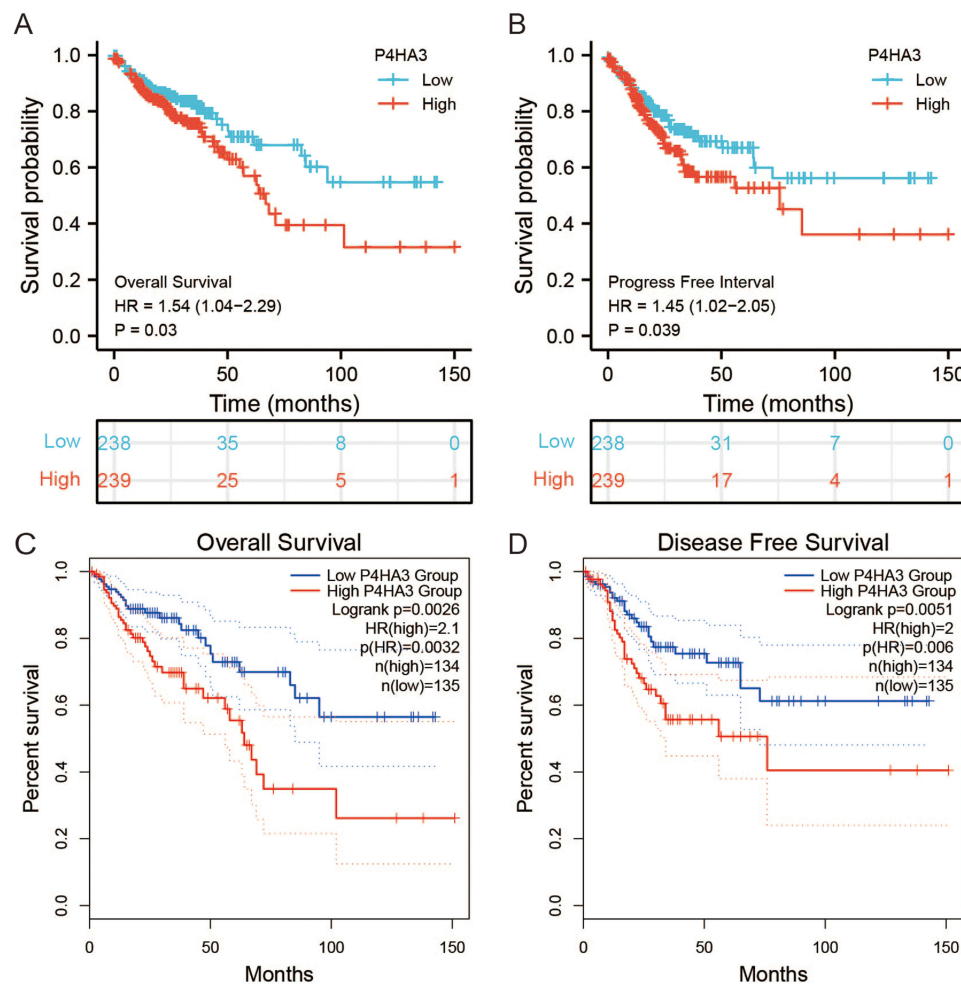 A
P4HA3
Low
High
Survival probability
1.0
0.8
0.6
0.4
0.2
0.0
Overall Survival
HR = 1.54 (1.04−2.29)
P = 0.03
0 50 100 150
Time (months)
Low 238 35 8 0
High 239 25 5 1
B
P4HA3
Low
High
Survival probability
1.0
0.8
0.6
0.4
0.2
0.0
Progress Free Interval
HR = 1.45 (1.02−2.05)
P = 0.039
0 50 100 150
Time (months)
Low 238 31 7 0
High 239 17 4 1
C
Overall Survival
Low P4HA3 Group
High P4HA3 Group
Logrank p=0.0026
HR(high)=2.1
p(HR)=0.0032
n(high)=134
n(low)=135
Percent survival
1.0
0.8
0.6
0.4
0.2
0.0
0 50 100 150
Months
D
Disease Free Survival
Low P4HA3 Group
High P4HA3 Group
Logrank p=0.0051
HR(high)=2
p(HR)=0.006
n(high)=134
n(low)=135
Percent survival
1.0
0.8
0.6
0.4
0.2
0.0
0 50 100 150
Months